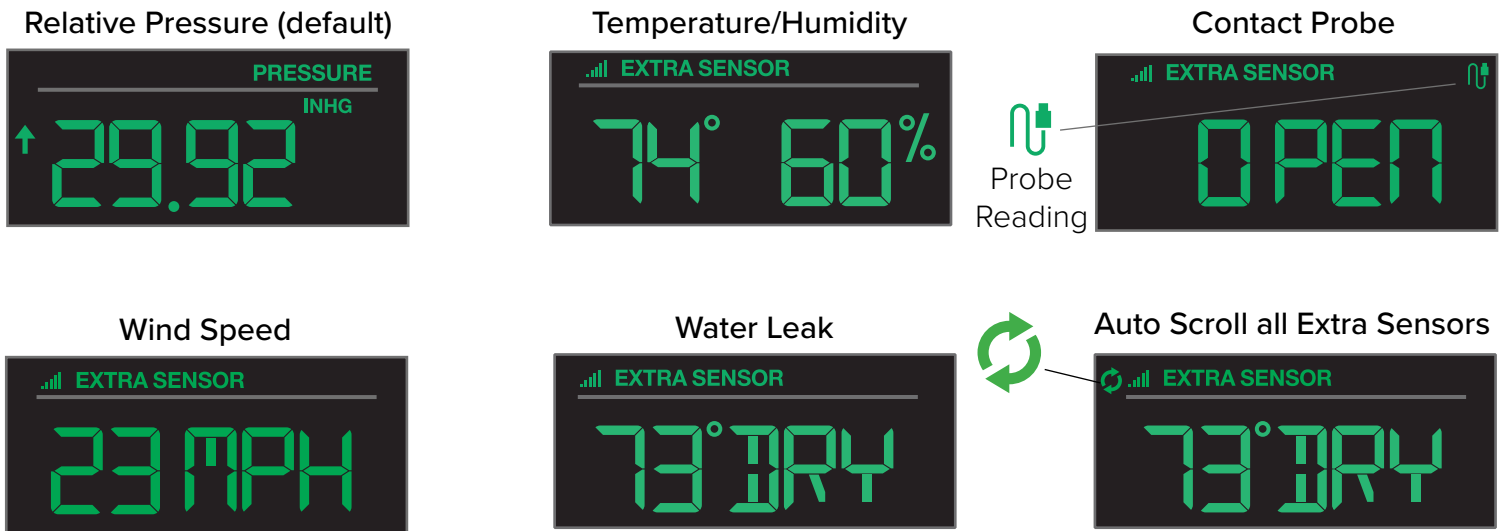 Relative Pressure (default)
PRESSURE
INHG
29.92
Temperature/Humidity
EXTRA SENSOR
74° 60%
Contact Probe
EXTRA SENSOR
OPEN
Probe
Reading
Wind Speed
EXTRA SENSOR
23 MPH
Water Leak
EXTRA SENSOR
73° DRY
Auto Scroll all Extra Sensors
EXTRA SENSOR
73° DRY